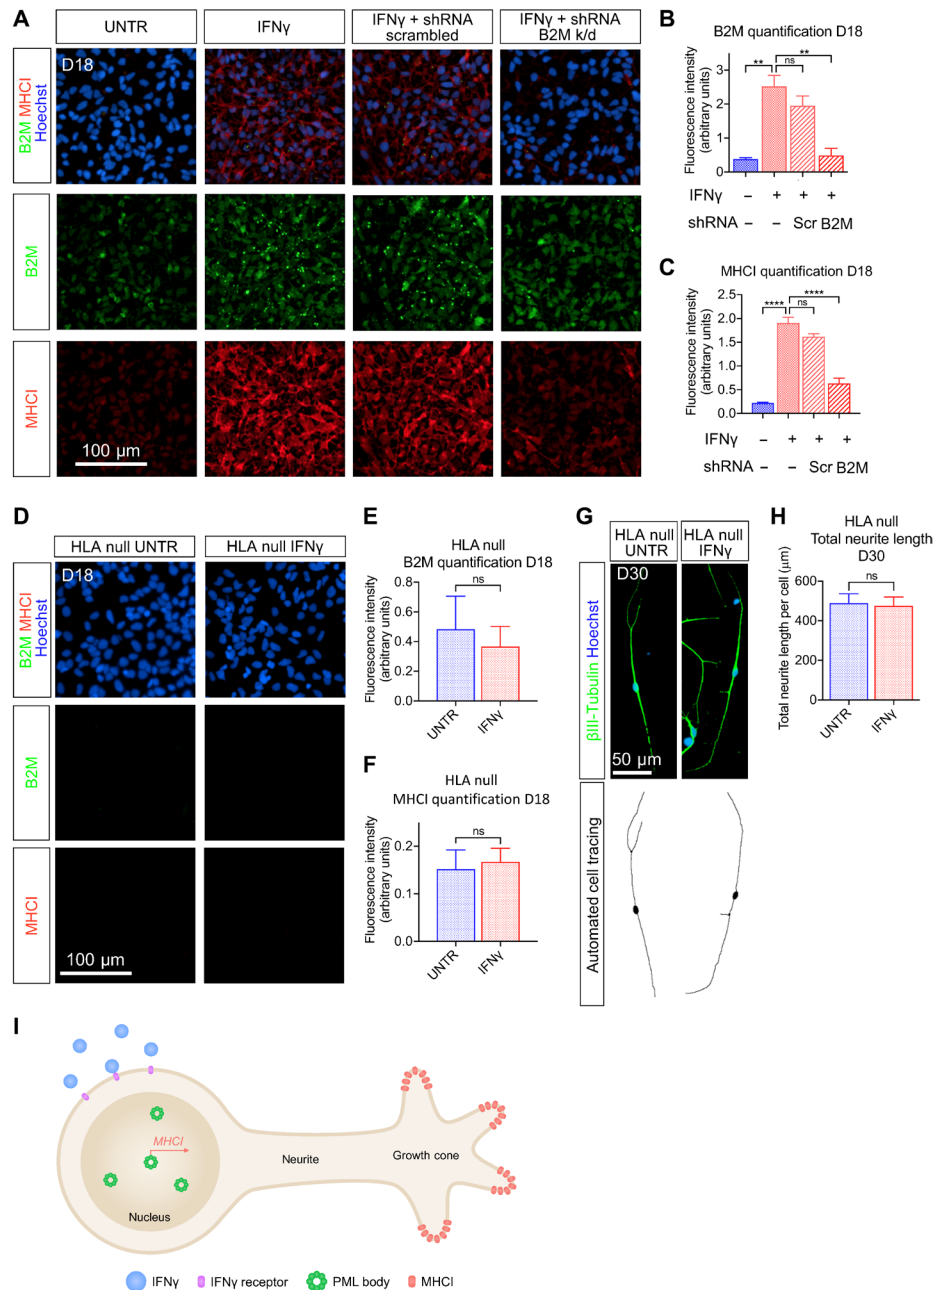 A
UNTR
IFNγ
IFNγ + shRNA
scrambled
IFNγ + shRNA
B2M k/d
B2M MHCI
Hoechst
D18
B2M
MHCI
100 µm
B
B2M quantification D18
Fluorescence intensity
(arbitrary units)
3
2
1
0
** ns **
IFNγ – + + +
shRNA – – Scr B2M
C
MHCI quantification D18
Fluorescence intensity
(arbitrary units)
2.5
2.0
1.5
1.0
0.5
0.0
**** ns ****
IFNγ – + + +
shRNA – – Scr B2M
D
HLA null UNTR
HLA null IFNγ
B2M MHCI
Hoechst
D18
B2M
MHCI
100 µm
E
HLA null
B2M quantification D18
Fluorescence intensity
(arbitrary units)
0.8
0.6
0.4
0.2
0.0
ns
UNTR
IFNγ
F
HLA null
MHCI quantification D18
Fluorescence intensity
(arbitrary units)
0.2
0.1
0.0
ns
UNTR
IFNγ
G
HLA null
UNTR
HLA null
IFNγ
βIII-Tubulin Hoechst
D30
50 µm
Automated cell tracing
H
HLA null
Total neurite length
D30
Total neurite length per cell (µm)
600
400
200
0
ns
UNTR
IFNγ
I
MHCI
Nucleus
Neurite
Growth cone
IFNγ
IFNγ receptor
PML body
MHCI